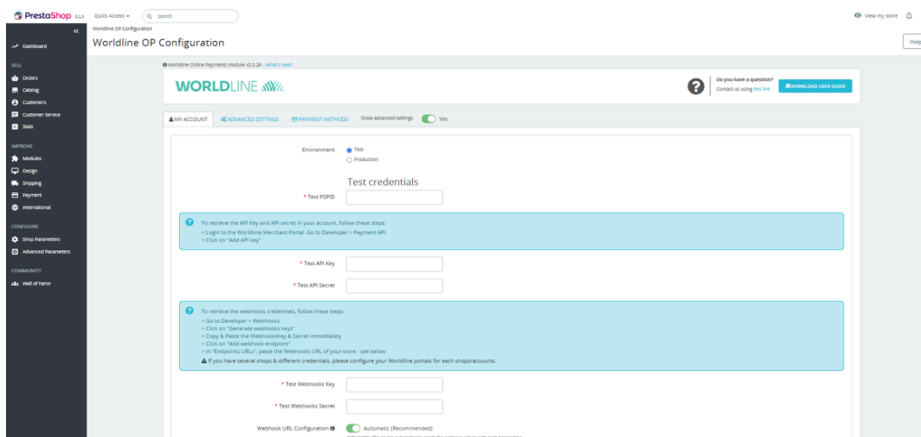 PrestaShop
Quick Access
Search
View my store
Worldline OP Configuration
Worldline OP Configuration
Help
Dashboard
SELL
Orders
Catalog
Customers
Customer Service
Stats
IMPROVE
Modules
Design
Shipping
Payment
International
CONFIGURE
Shop Parameters
Advanced Parameters
COMMUNITY
Wall of Fame
Worldline Online Payments module v2.0.26 - What's new?
WORLDLINE
Do you have a question?
Contact us using this link
DOWNLOAD USER GUIDE
MY ACCOUNT
ADVANCED SETTINGS
PAYMENT METHODS
Show advanced settings
Yes
Environment
Test
Production
Test credentials
* Test PSPID
To retrieve the API Key and API secret in your account, follow these steps:
> Login to the Worldline Merchant Portal. Go to Developer > Payment API
> Click on "Add API key"
* Test API Key
* Test API Secret
To retrieve the webhooks credentials, follow these steps:
> Go to Developer > Webhooks
> Click on "Generate webhooks keys"
> Copy & Paste the WebhooksKey & Secret immediately
> Click on "Add webhook endpoint"
> In "Endpoints URLs", paste the Webhooks URL of your store - see below
If you have several shops & different credentials, please configure your Worldline portals for each shops/accounts.
* Test Webhooks Key
* Test Webhooks Secret
Webhook URL Configuration
Automatic (Recommended)